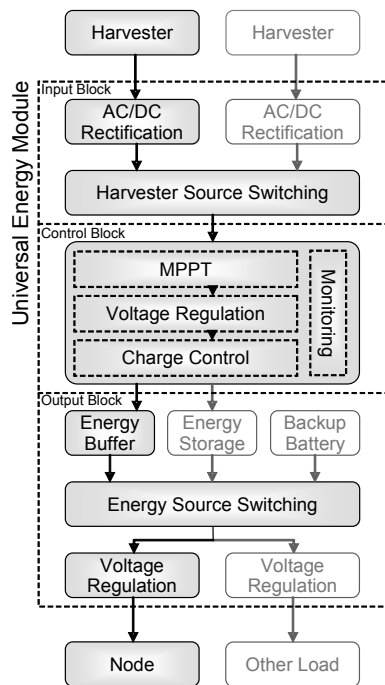 Harvester
Harvester
Universal Energy Module
Input Block
AC/DC
Rectification
AC/DC
Rectification
Harvester Source Switching
Control Block
MPPT
Voltage Regulation
Charge Control
Monitoring
Output Block
Energy
Buffer
Energy
Storage
Backup
Battery
Energy Source Switching
Voltage
Regulation
Voltage
Regulation
Node
Other Load